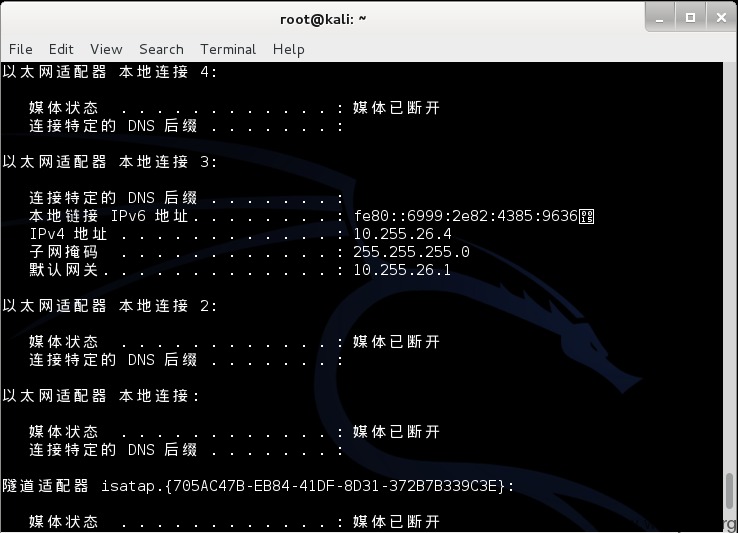 root@kali: ~
File Edit View Search Terminal Help
以太网适配器 本地连接 4:
媒体状态 . . . . . . . . . . . . : 媒体已断开
连接特定的 DNS 后缀 . . . . . . . :
以太网适配器 本地连接 3:
连接特定的 DNS 后缀 . . . . . . . :
本地链接 IPv6 地址. . . . . . . . : fe80::6999:2e82:4385:9636
IPv4 地址 . . . . . . . . . . . . : 10.255.26.4
子网掩码 . . . . . . . . . . . . : 255.255.255.0
默认网关. . . . . . . . . . . . . : 10.255.26.1
以太网适配器 本地连接 2:
媒体状态 . . . . . . . . . . . . : 媒体已断开
连接特定的 DNS 后缀 . . . . . . . :
以太网适配器 本地连接:
媒体状态 . . . . . . . . . . . . : 媒体已断开
连接特定的 DNS 后缀 . . . . . . . :
隧道适配器 isatap.{705AC47B-EB84-41DF-8D31-372B7B339C3E}:
媒体状态 . . . . . . . . . . . . : 媒体已断开